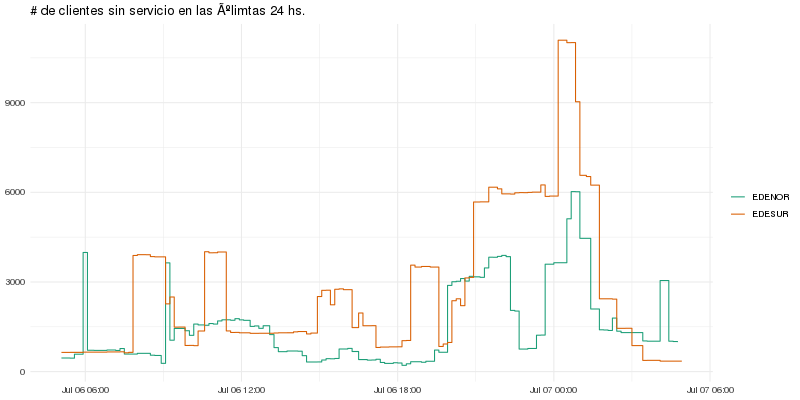 # de clientes sin servicio en las Ãºlimtas 24 hs.
9000
6000
3000
0
Jul 06 06:00
Jul 06 12:00
Jul 06 18:00
Jul 07 00:00
Jul 07 06:00
EDENOR
EDESUR